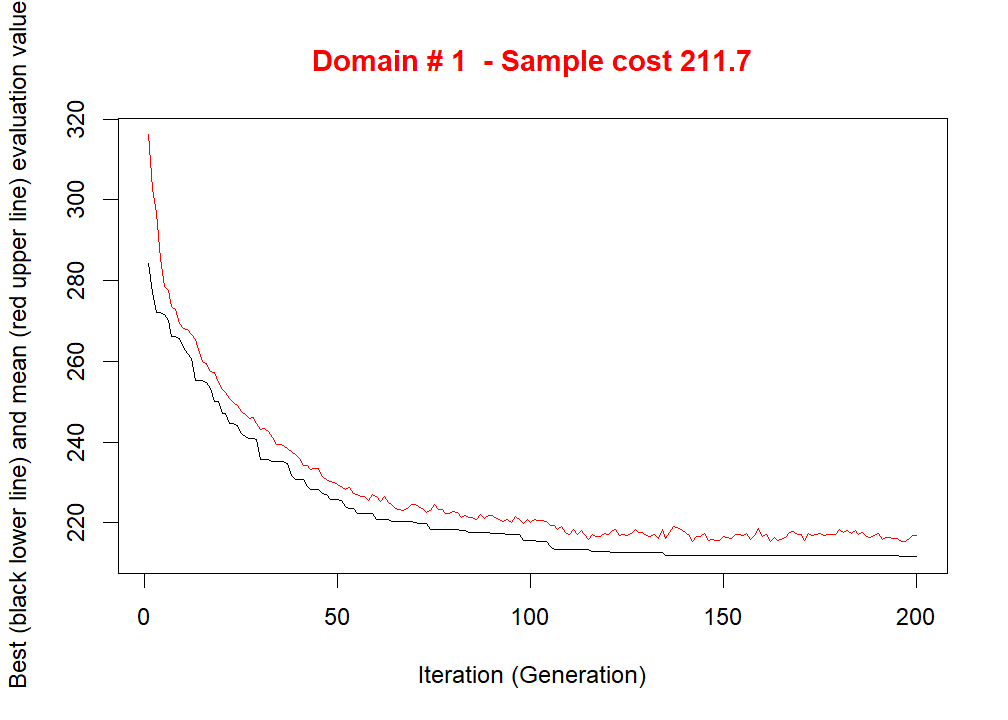 Domain # 1  - Sample cost 211.7
Best (black lower line) and mean (red upper line) evaluation value
320
300
280
260
240
220
0 50 100 150 200
Iteration (Generation)